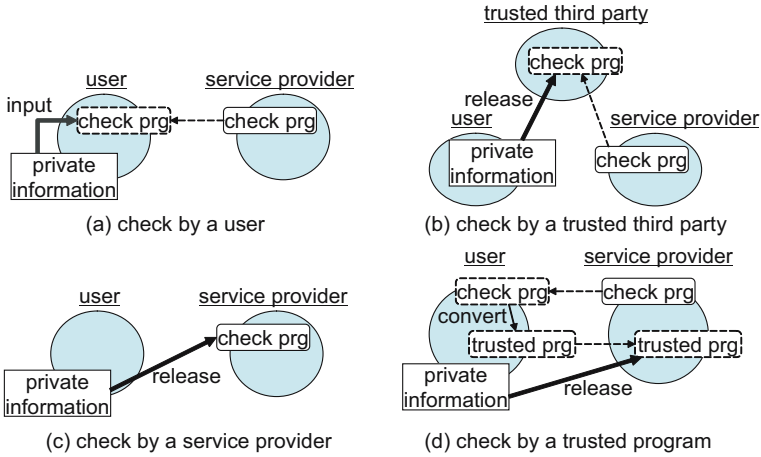 user
service provider
input
check prg
check prg
private
information
(a) check by a user
trusted third party
check prg
release
user
service provider
private
information
check prg
(b) check by a trusted third party
user
service provider
check prg
release
private
information
(c) check by a service provider
user
service provider
check prg
check prg
convert
trusted prg
trusted prg
private
information
release
(d) check by a trusted program